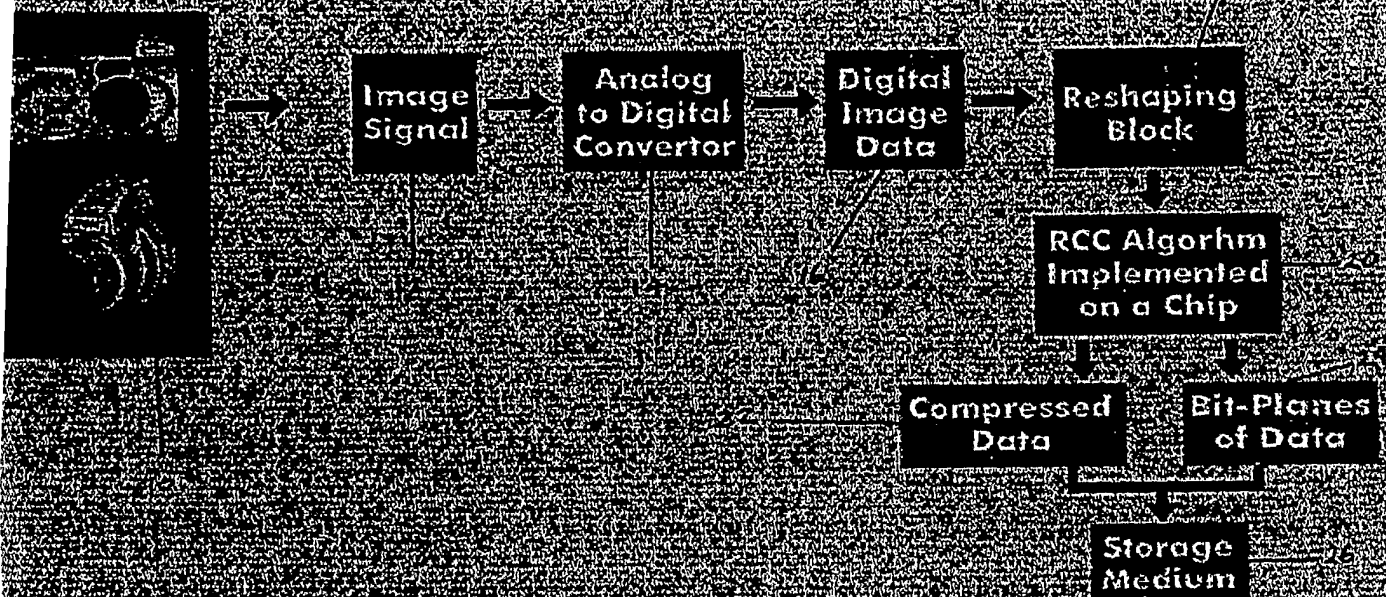 Image
Signal
Analog
to Digital
Convertor
Digital
Image
Data
Reshaping
Block
RCC Algorhm
Implemented
on a Chip
20
Compressed
Data
Bit-Planes
of Data
Storage
Medium